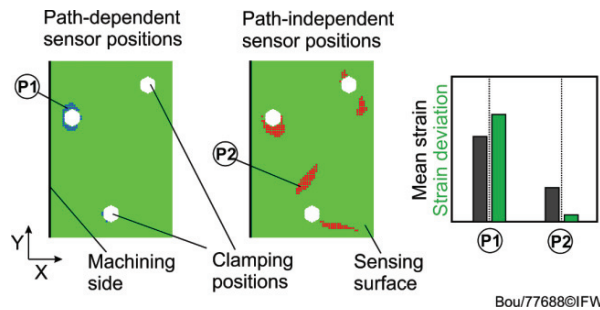 Path-dependent
sensor positions
Path-independent
sensor positions
P1
P2
Y
X
Machining
side
Clamping
positions
Sensing
surface
Mean strain
Strain deviation
P1
P2
Bou/77688©IFW